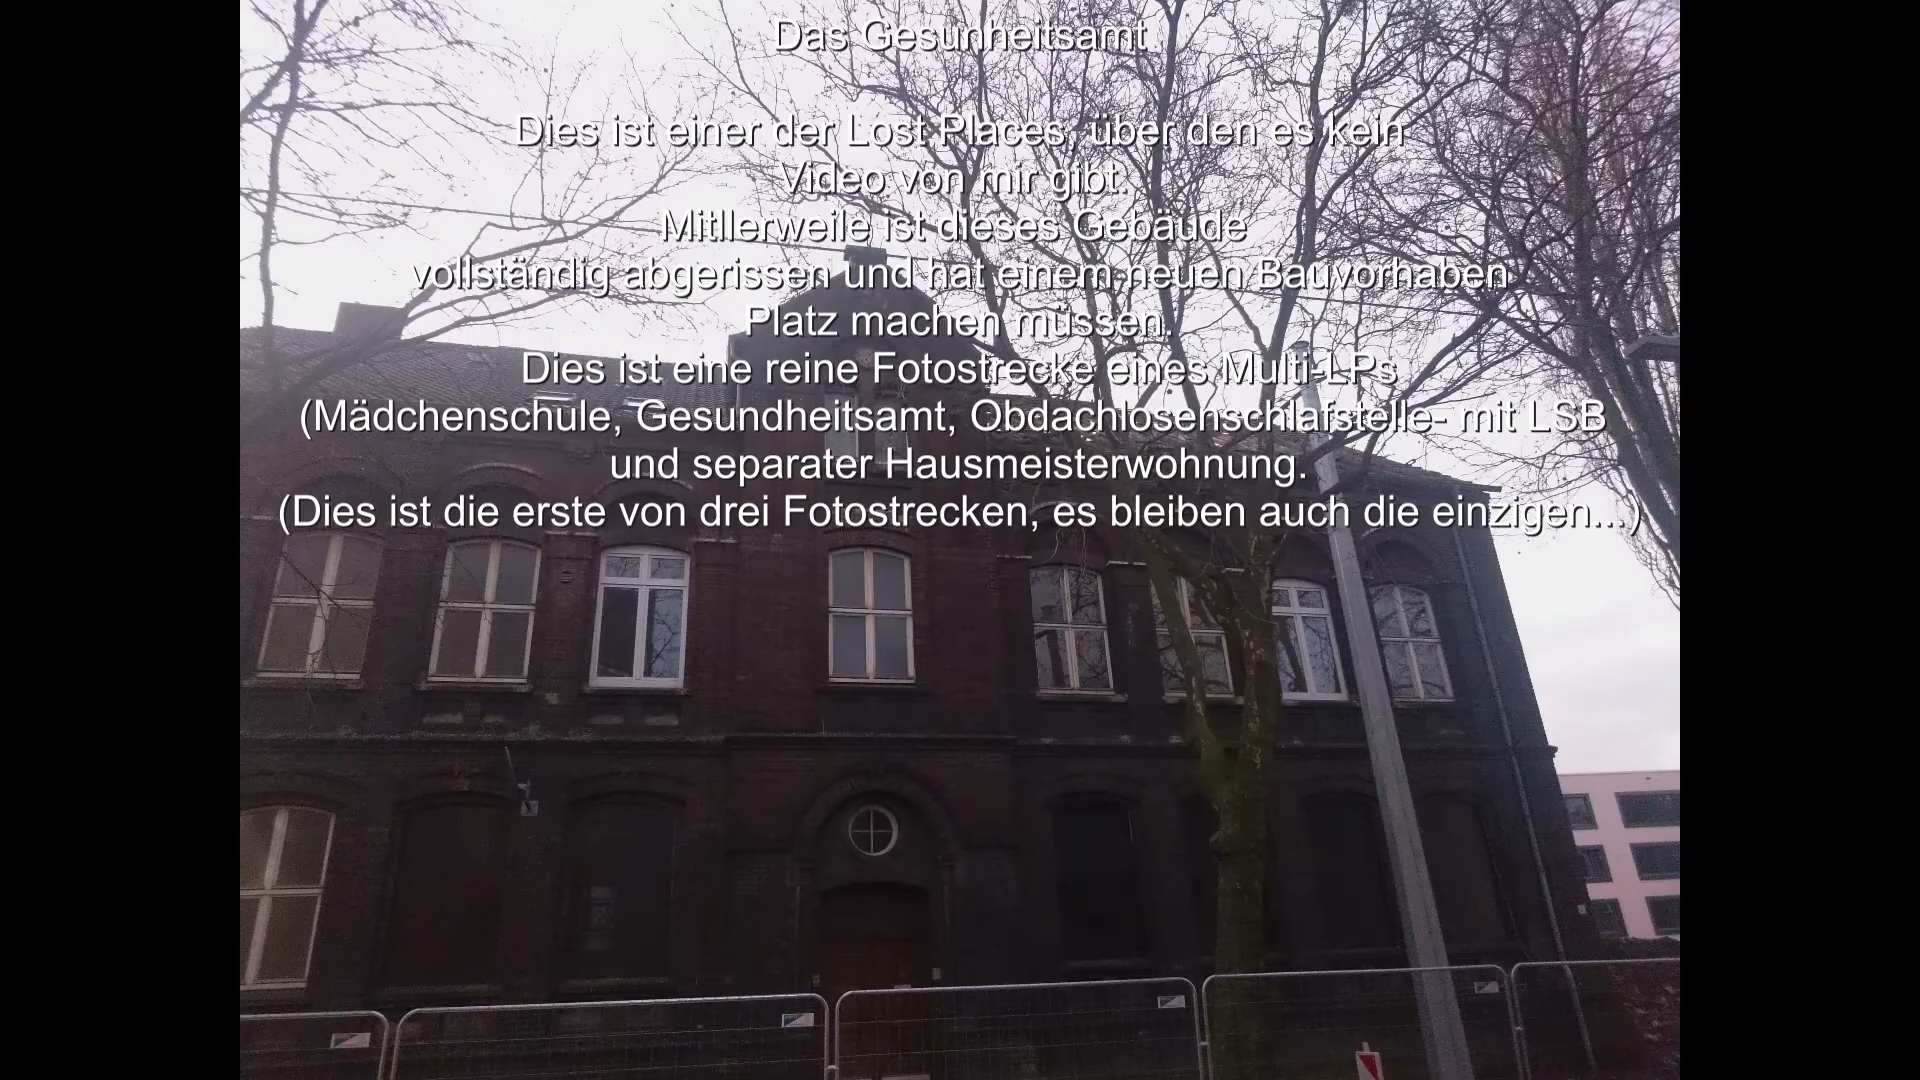 Das Gesunheitsamt
Dies ist einer der Lost Places, über den es kein
Video von mir gibt.
Mitllerweile ist dieses Gebäude
vollständig abgerissen und hat einem neuen Bauvorhaben
Platz machen müssen.
Dies ist eine reine Fotostrecke eines Multi-LPs
(Mädchenschule, Gesundheitsamt, Obdachlosenschlafstelle- mit LSB
und separater Hausmeisterwohnung.
(Dies ist die erste von drei Fotostrecken, es bleiben auch die einzigen...)